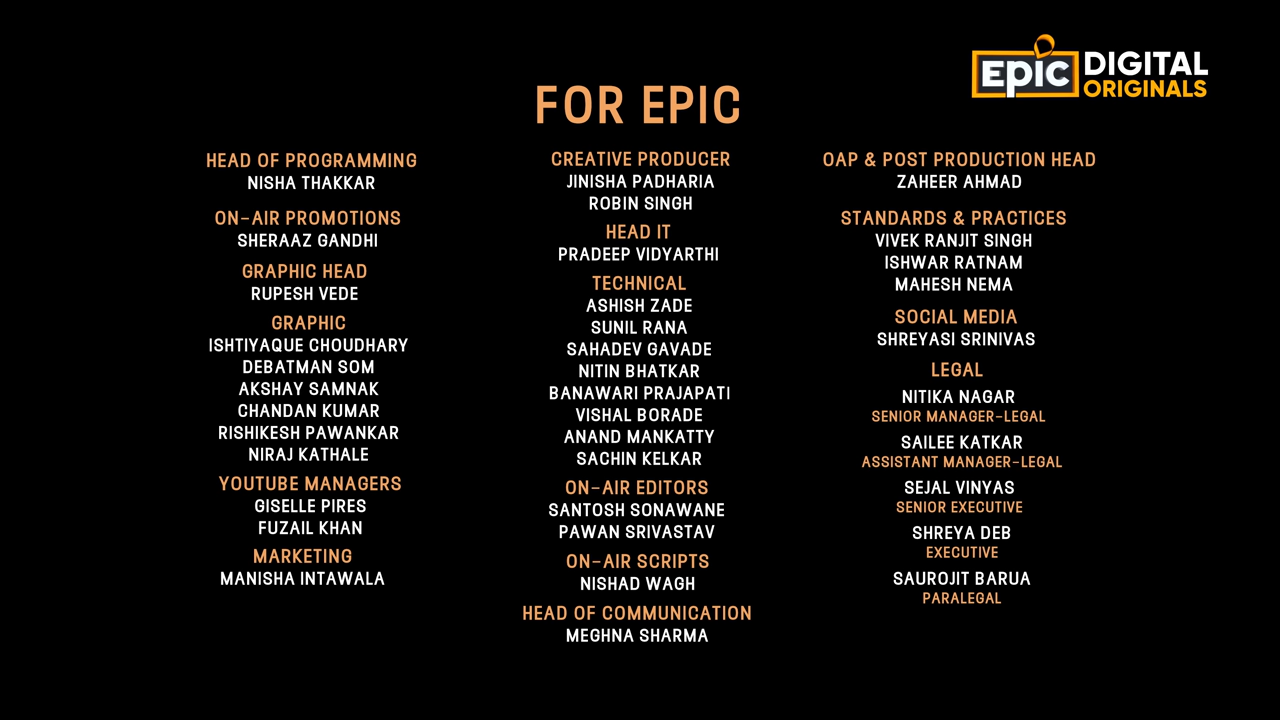 EPIC DIGITAL
ORIGINALS
FOR EPIC
HEAD OF PROGRAMMING
NISHA THAKKAR
ON-AIR PROMOTIONS
SHERAAZ GANDHI
GRAPHIC HEAD
RUPESH VEDE
GRAPHIC
ISHTIYAQUE CHOUDHARY
DEBATMAN SOM
AKSHAY SAMNAK
CHANDAN KUMAR
RISHIKESH PAWANKAR
NIRAJ KATHALE
YOUTUBE MANAGERS
GISELLE PIRES
FUZAIL KHAN
MARKETING
MANISHA INTAWALA
CREATIVE PRODUCER
JINISHA PADHARIA
ROBIN SINGH
HEAD IT
PRADEEP VIDYARTHI
TECHNICAL
ASHISH ZADE
SUNIL RANA
SAHADEV GAVADE
NITIN BHATKAR
BANAWARI PRAJAPATI
VISHAL BORADE
ANAND MANKATTY
SACHIN KELKAR
ON-AIR EDITORS
SANTOSH SONAWANE
PAWAN SRIVASTAV
ON-AIR SCRIPTS
NISHAD WAGH
HEAD OF COMMUNICATION
MEGHNA SHARMA
OAP & POST PRODUCTION HEAD
ZAHEER AHMAD
STANDARDS & PRACTICES
VIVEK RANJIT SINGH
ISHWAR RATNAM
MAHESH NEMA
SOCIAL MEDIA
SHREYASI SRINIVAS
LEGAL
NITIKA NAGAR
SENIOR MANAGER-LEGAL
SAILEE KATKAR
ASSISTANT MANAGER-LEGAL
SEJAL VINYAS
SENIOR EXECUTIVE
SHREYA DEB
EXECUTIVE
SAUROJIT BARUA
PARALEGAL